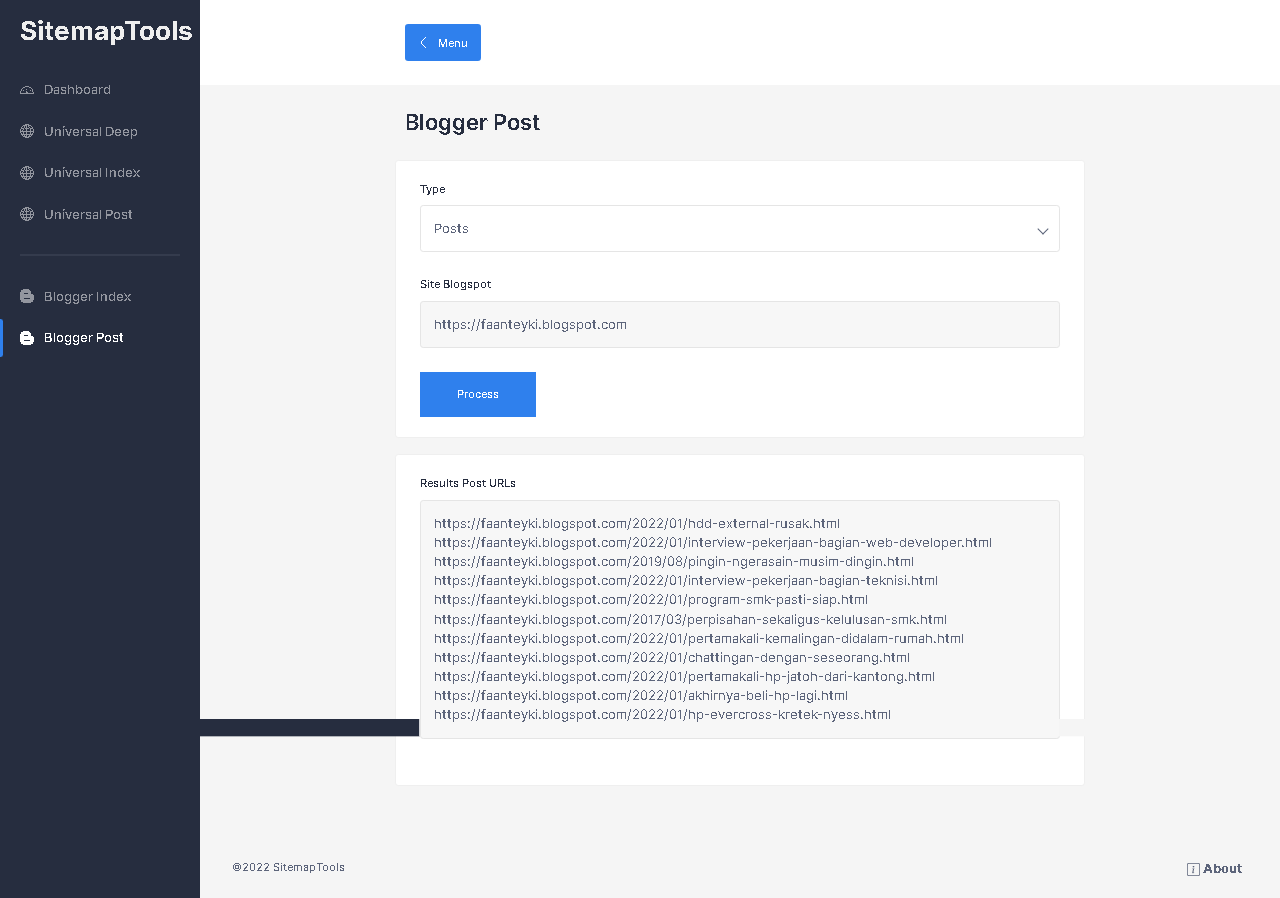 SitemapTools
Menu
Dashboard
Universal Deep
Universal Index
Universal Post
Blogger Index
Blogger Post
Blogger Post
Type
Posts
Site Blogspot
https://faanteyki.blogspot.com
Process
Results Post URLs
https://faanteyki.blogspot.com/2022/01/hdd-external-rusak.html
https://faanteyki.blogspot.com/2022/01/interview-pekerjaan-bagian-web-developer.html
https://faanteyki.blogspot.com/2019/08/pingin-ngerasain-musim-dingin.html
https://faanteyki.blogspot.com/2022/01/interview-pekerjaan-bagian-teknisi.html
https://faanteyki.blogspot.com/2022/01/program-smk-pasti-siap.html
https://faanteyki.blogspot.com/2017/03/perpisahan-sekaligus-kelulusan-smk.html
https://faanteyki.blogspot.com/2022/01/pertamakali-kemalingan-didalam-rumah.html
https://faanteyki.blogspot.com/2022/01/chattingan-dengan-seseorang.html
https://faanteyki.blogspot.com/2022/01/pertamakali-hp-jatoh-dari-kantong.html
https://faanteyki.blogspot.com/2022/01/akhirnya-beli-hp-lagi.html
https://faanteyki.blogspot.com/2022/01/hp-evercross-kretek-nyess.html
©2022 SitemapTools
About